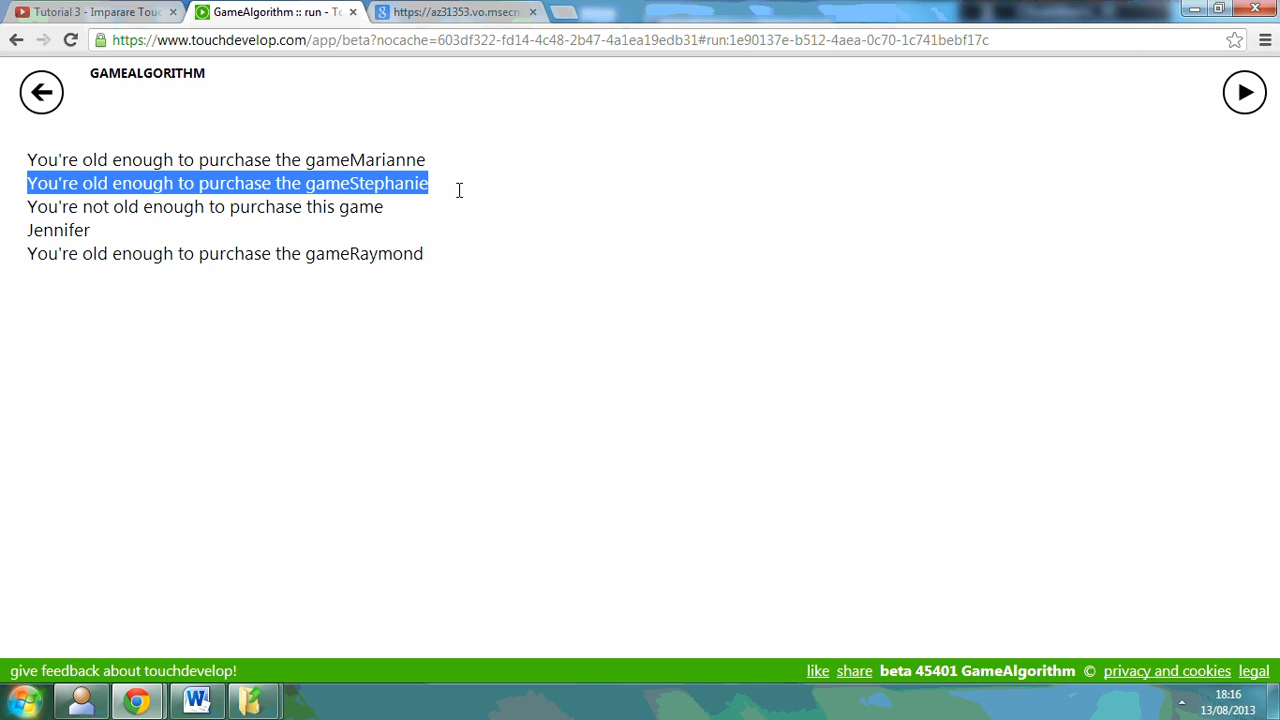 Tutorial 3 - Imparare Touc
GameAlgorithm :: run - To
https://az31353.vo.msecn
https://www.touchdevelop.com/app/beta?nocache=603df322-fd14-4c48-2b47-4a1ea19edb31#run:1e90137e-b512-4aea-0c70-1c741bebf17c
GAMEALGORITHM
You're old enough to purchase the gameMarianne
You're old enough to purchase the gameStephanie
You're not old enough to purchase this game
Jennifer
You're old enough to purchase the gameRaymond
give feedback about touchdevelop!
like share beta 45401 GameAlgorithm © privacy and cookies legal
18:16
13/08/2013